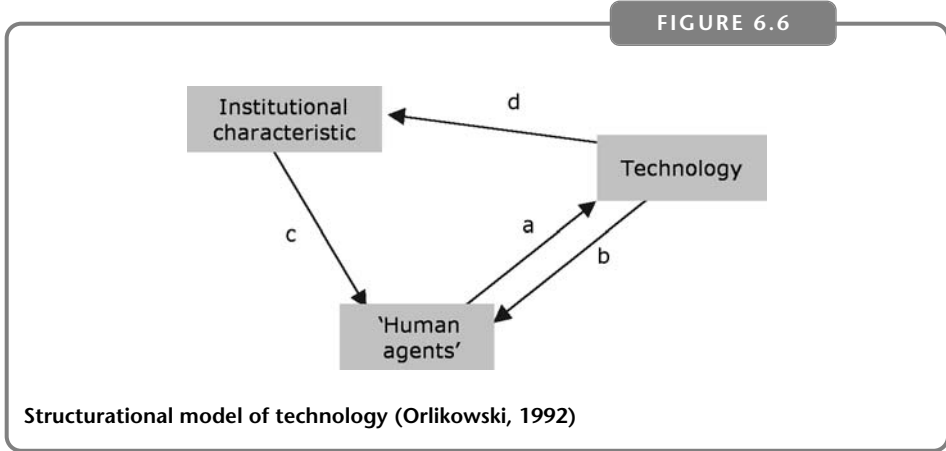 FIGURE 6.6
Institutional
characteristic
d
Technology
c
a
b
‘Human
agents’
Structurational model of technology (Orlikowski, 1992)